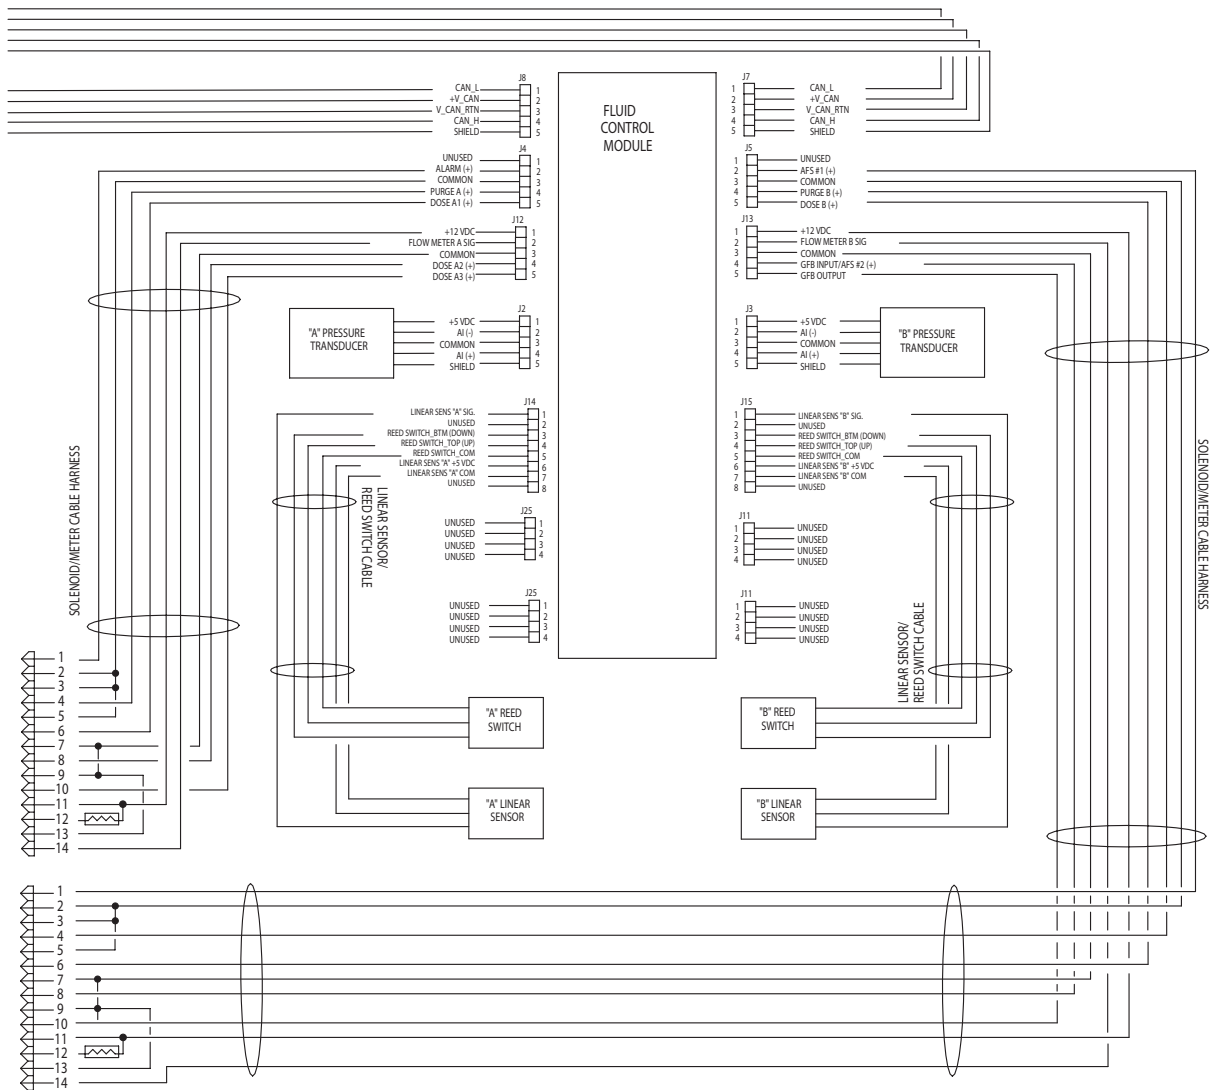 J8
CAN_L 1
+V_CAN 2
V_CAN_RTN 3
CAN_H 4
SHIELD 5
J4
UNUSED 1
ALARM (+) 2
COMMON 3
PURGE A (+) 4
DOSE A1 (+) 5
J12
+12 VDC 1
FLOW METER A SIG 2
COMMON 3
DOSE A2 (+) 4
DOSE A3 (+) 5
"A" PRESSURE
TRANSDUCER
J2
+5 VDC 1
AI (-) 2
COMMON 3
AI (+) 4
SHIELD 5
J14
LINEAR SENS "A" SIG. 1
UNUSED 2
REED SWITCH_BTM (DOWN) 3
REED SWITCH_TOP (UP) 4
REED SWITCH_COM 5
LINEAR SENS "A" +5 VDC 6
LINEAR SENS "A" COM 7
UNUSED 8
J25
UNUSED 1
UNUSED 2
UNUSED 3
UNUSED 4
J25
UNUSED 1
UNUSED 2
UNUSED 3
UNUSED 4
SOLENOID/METER CABLE HARNESS
LINEAR SENSOR/
REED SWITCH CABLE
"A" REED
SWITCH
"A" LINEAR
SENSOR
FLUID
CONTROL
MODULE
J7
1 CAN_L
2 +V_CAN
3 V_CAN_RTN
4 CAN_H
5 SHIELD
J5
1 UNUSED
2 AFS #1 (+)
3 COMMON
4 PURGE B (+)
5 DOSE B (+)
J13
1 +12 VDC
2 FLOW METER B SIG
3 COMMON
4 GFB INPUT/AFS #2 (+)
5 GFB OUTPUT
J3
1 +5 VDC
2 AI (-)
3 COMMON
4 AI (+)
5 SHIELD
"B" PRESSURE
TRANSDUCER
J15
1 LINEAR SENS "B" SIG.
2 UNUSED
3 REED SWITCH_BTM (DOWN)
4 REED SWITCH_TOP (UP)
5 REED SWITCH_COM
6 LINEAR SENS "B" +5 VDC
7 LINEAR SENS "B" COM
8 UNUSED
J11
1 UNUSED
2 UNUSED
3 UNUSED
4 UNUSED
J11
1 UNUSED
2 UNUSED
3 UNUSED
4 UNUSED
LINEAR SENSOR/
REED SWITCH CABLE
SOLENOID/METER CABLE HARNESS
"B" REED
SWITCH
"B" LINEAR
SENSOR
1
2
3
4
5
6
7
8
9
10
11
12
13
14
1
2
3
4
5
6
7
8
9
10
11
12
13
14